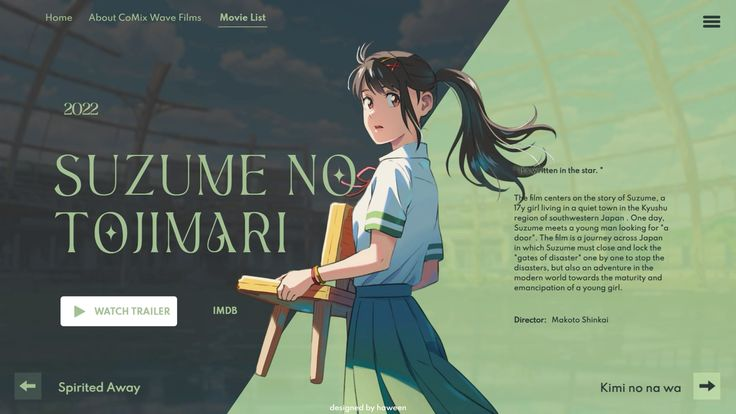 Home
About CoMix Wave Films
Movie List
2022
SUZUME NO
TOJIMARI
WATCH TRAILER
IMDB
written in the star. "
The film centers on the story of Suzume, a
17y girl living in a quiet town in the Kyushu
region of southwestern Japan . One day,
Suzume meets a young man looking for "a
door". The film is a journey across Japan
in which Suzume must close and lock the
"gates of disaster" one by one to stop the
disasters, but also an adventure in the
modern world towards the maturity and
emancipation of a young girl.
Director: Makoto Shinkai
Spirited Away
Kimi no na wa
designed by haween